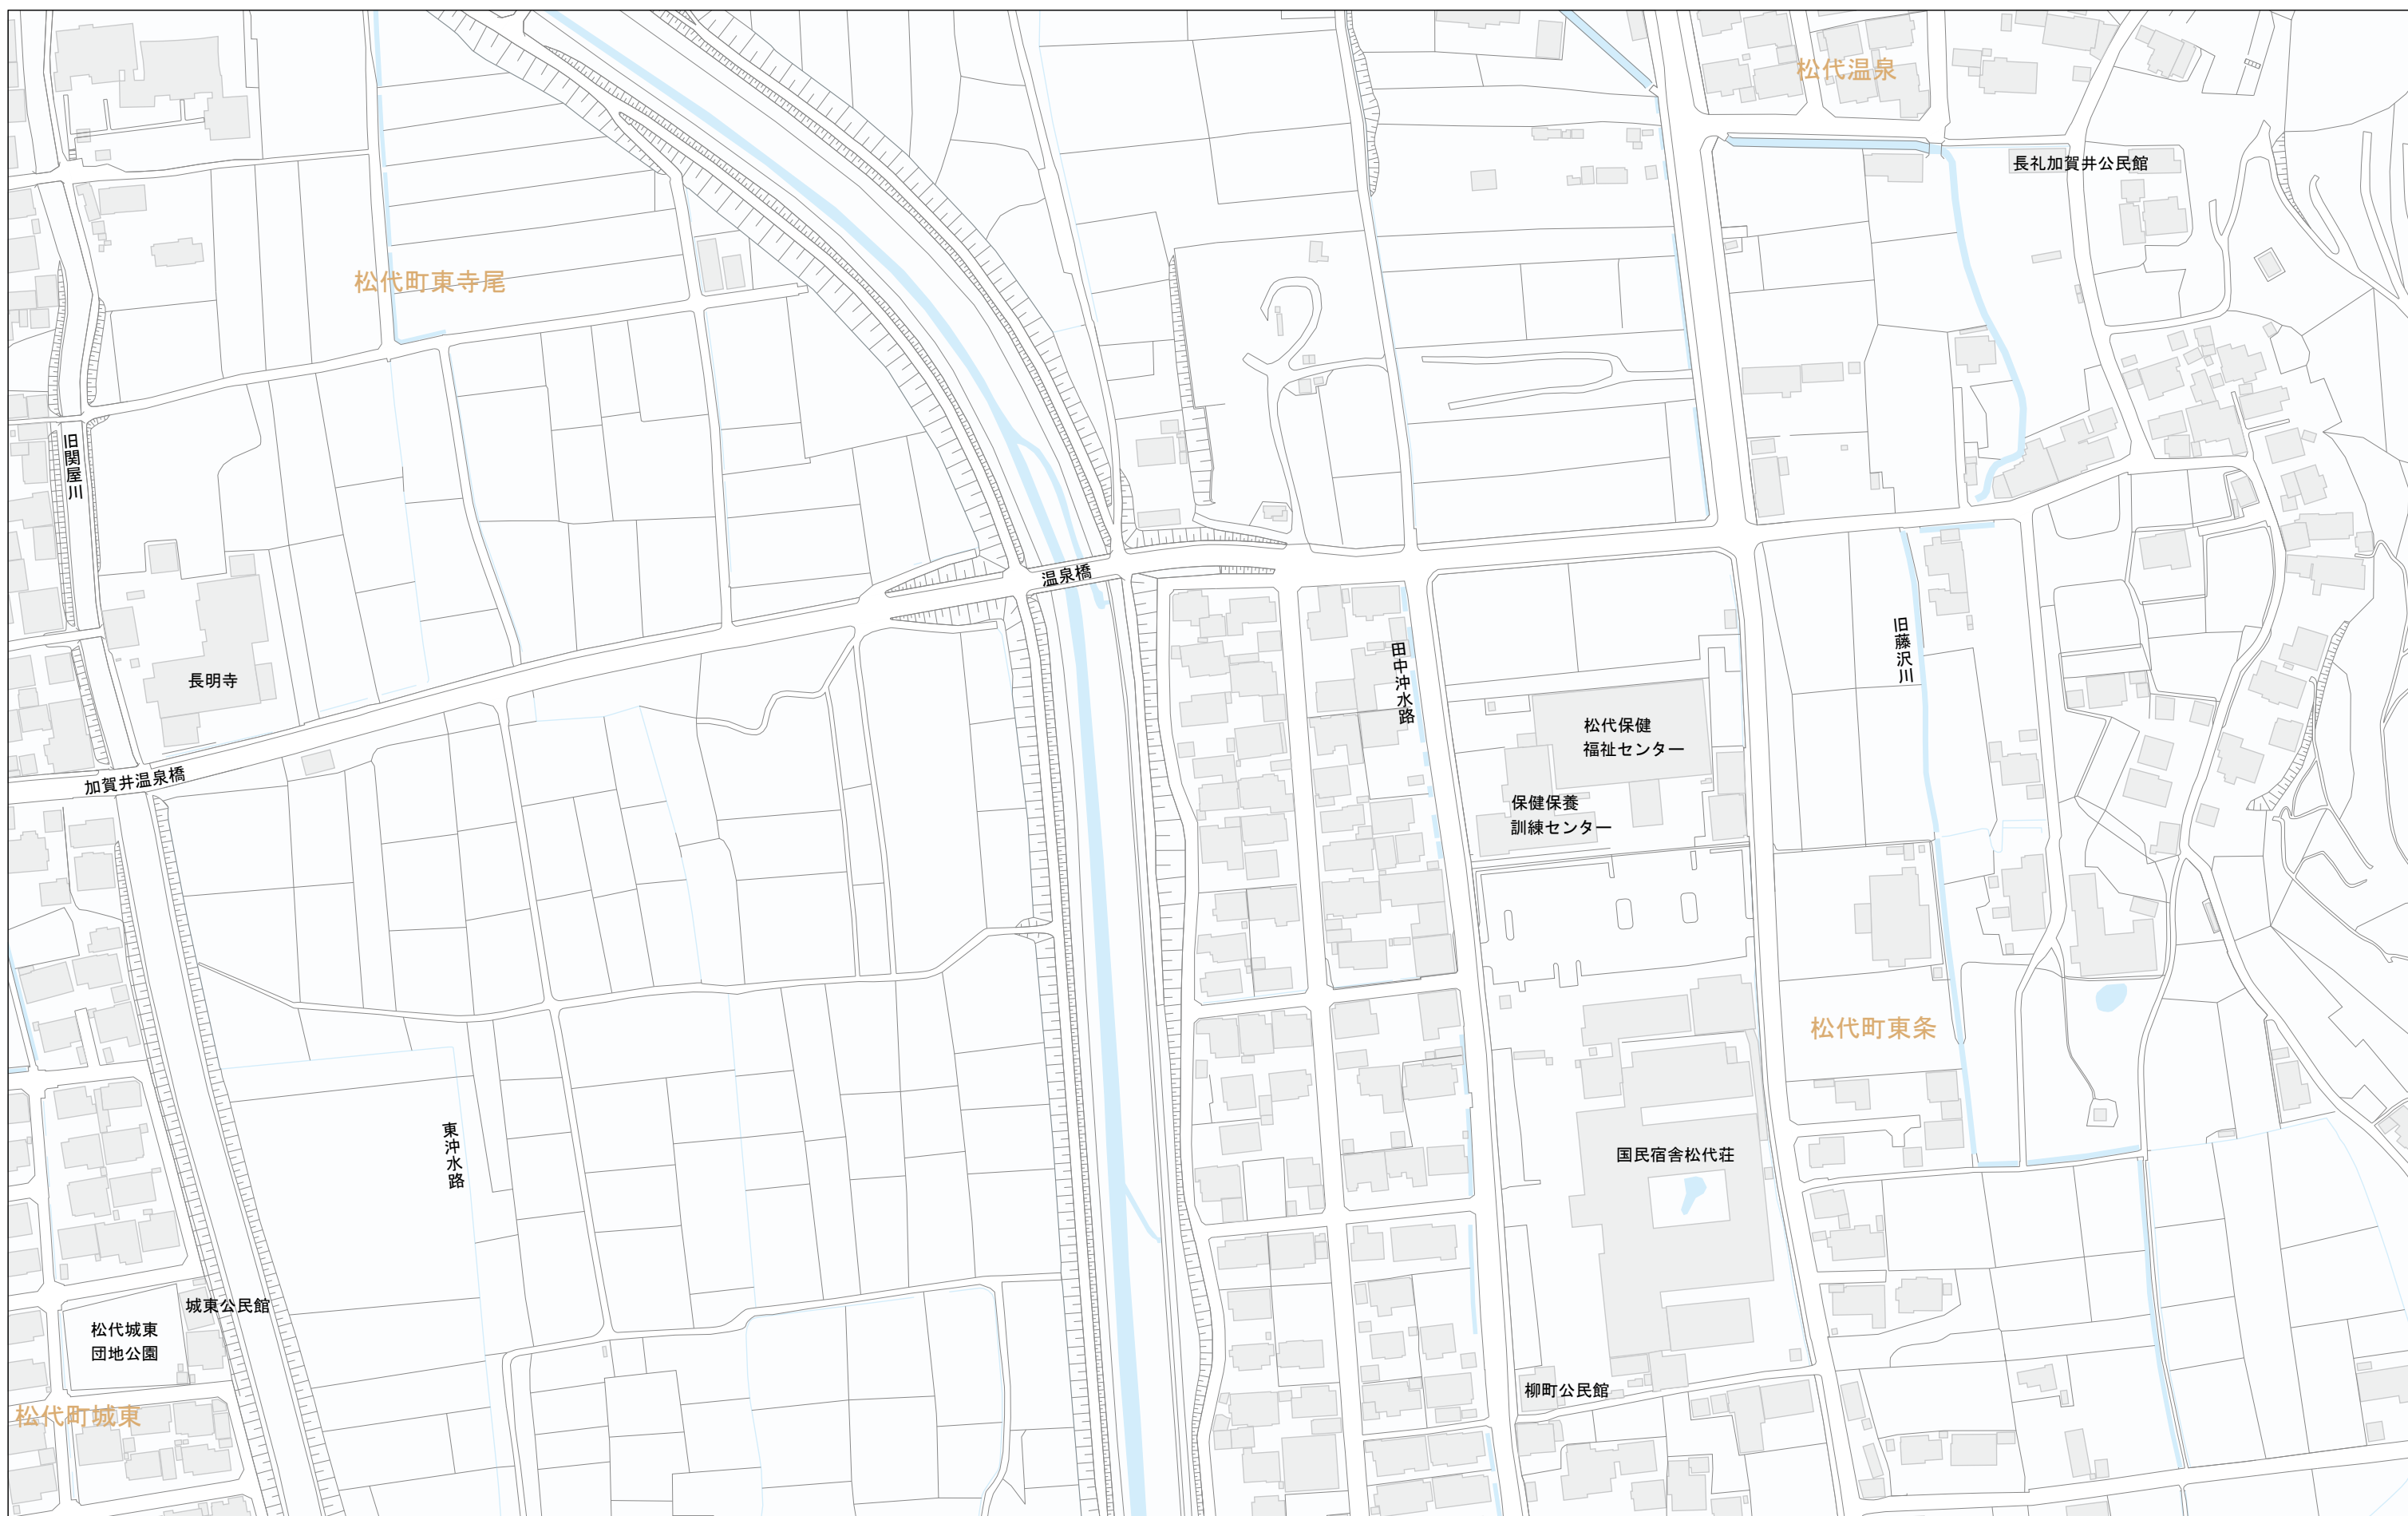 松代温泉
長礼加賀井公民館
松代町東寺尾
旧関屋川
温泉橋
旧藤沢川
田中沖水路
長明寺
松代保健
福祉センター
加賀井温泉橋
保健保養
訓練センター
松代町東条
東沖水路
国民宿舎松代荘
城東公民館
松代城東
団地公園
柳町公民館
松代町城東